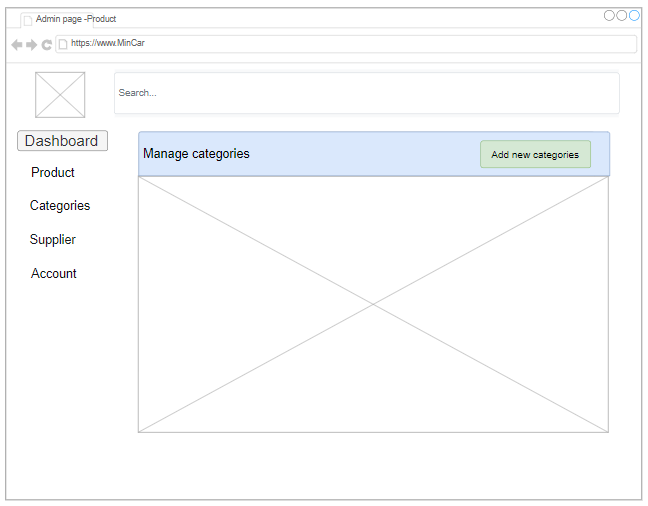 Admin page -Product
https://www.MinCar
Search...
Dashboard
Manage categories
Add new categories
Product
Categories
Supplier
Account